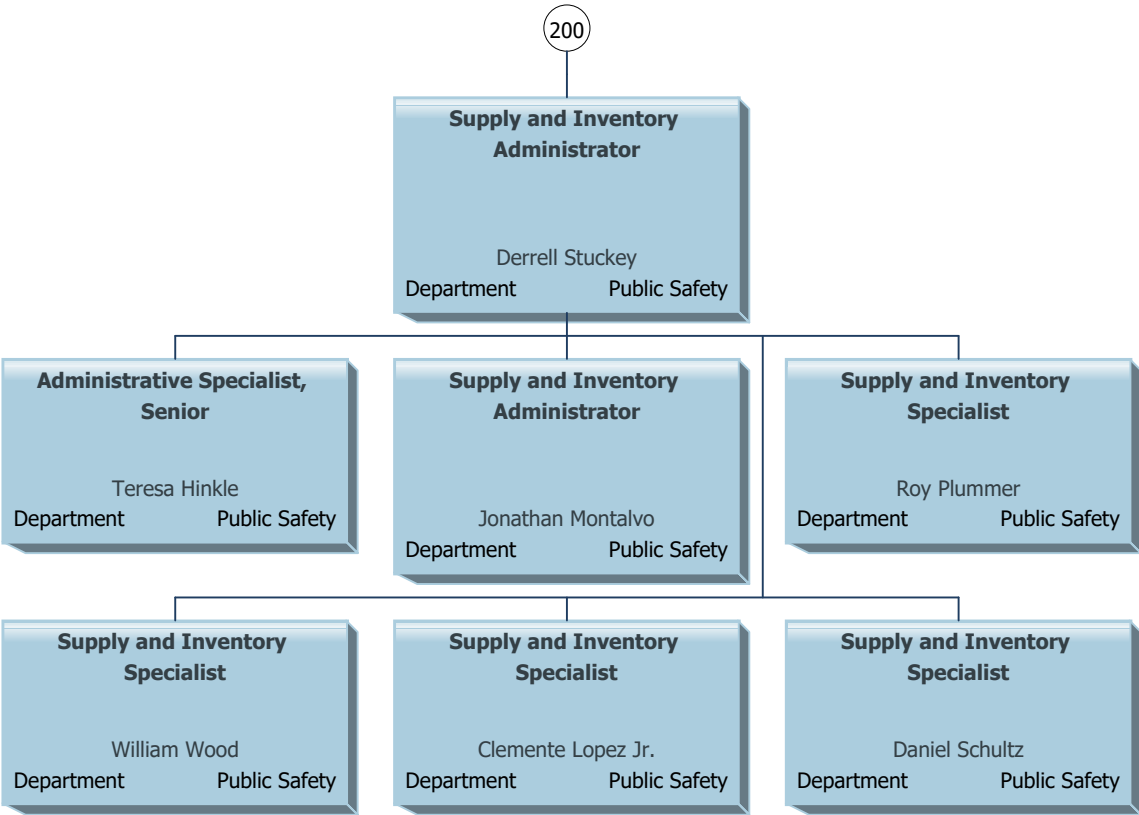 200
Supply and Inventory
Administrator
Derrell Stuckey
Department Public Safety
Administrative Specialist,
Senior
Teresa Hinkle
Department Public Safety
Supply and Inventory
Administrator
Jonathan Montalvo
Department Public Safety
Supply and Inventory
Specialist
Roy Plummer
Department Public Safety
Supply and Inventory
Specialist
William Wood
Department Public Safety
Supply and Inventory
Specialist
Clemente Lopez Jr.
Department Public Safety
Supply and Inventory
Specialist
Daniel Schultz
Department Public Safety